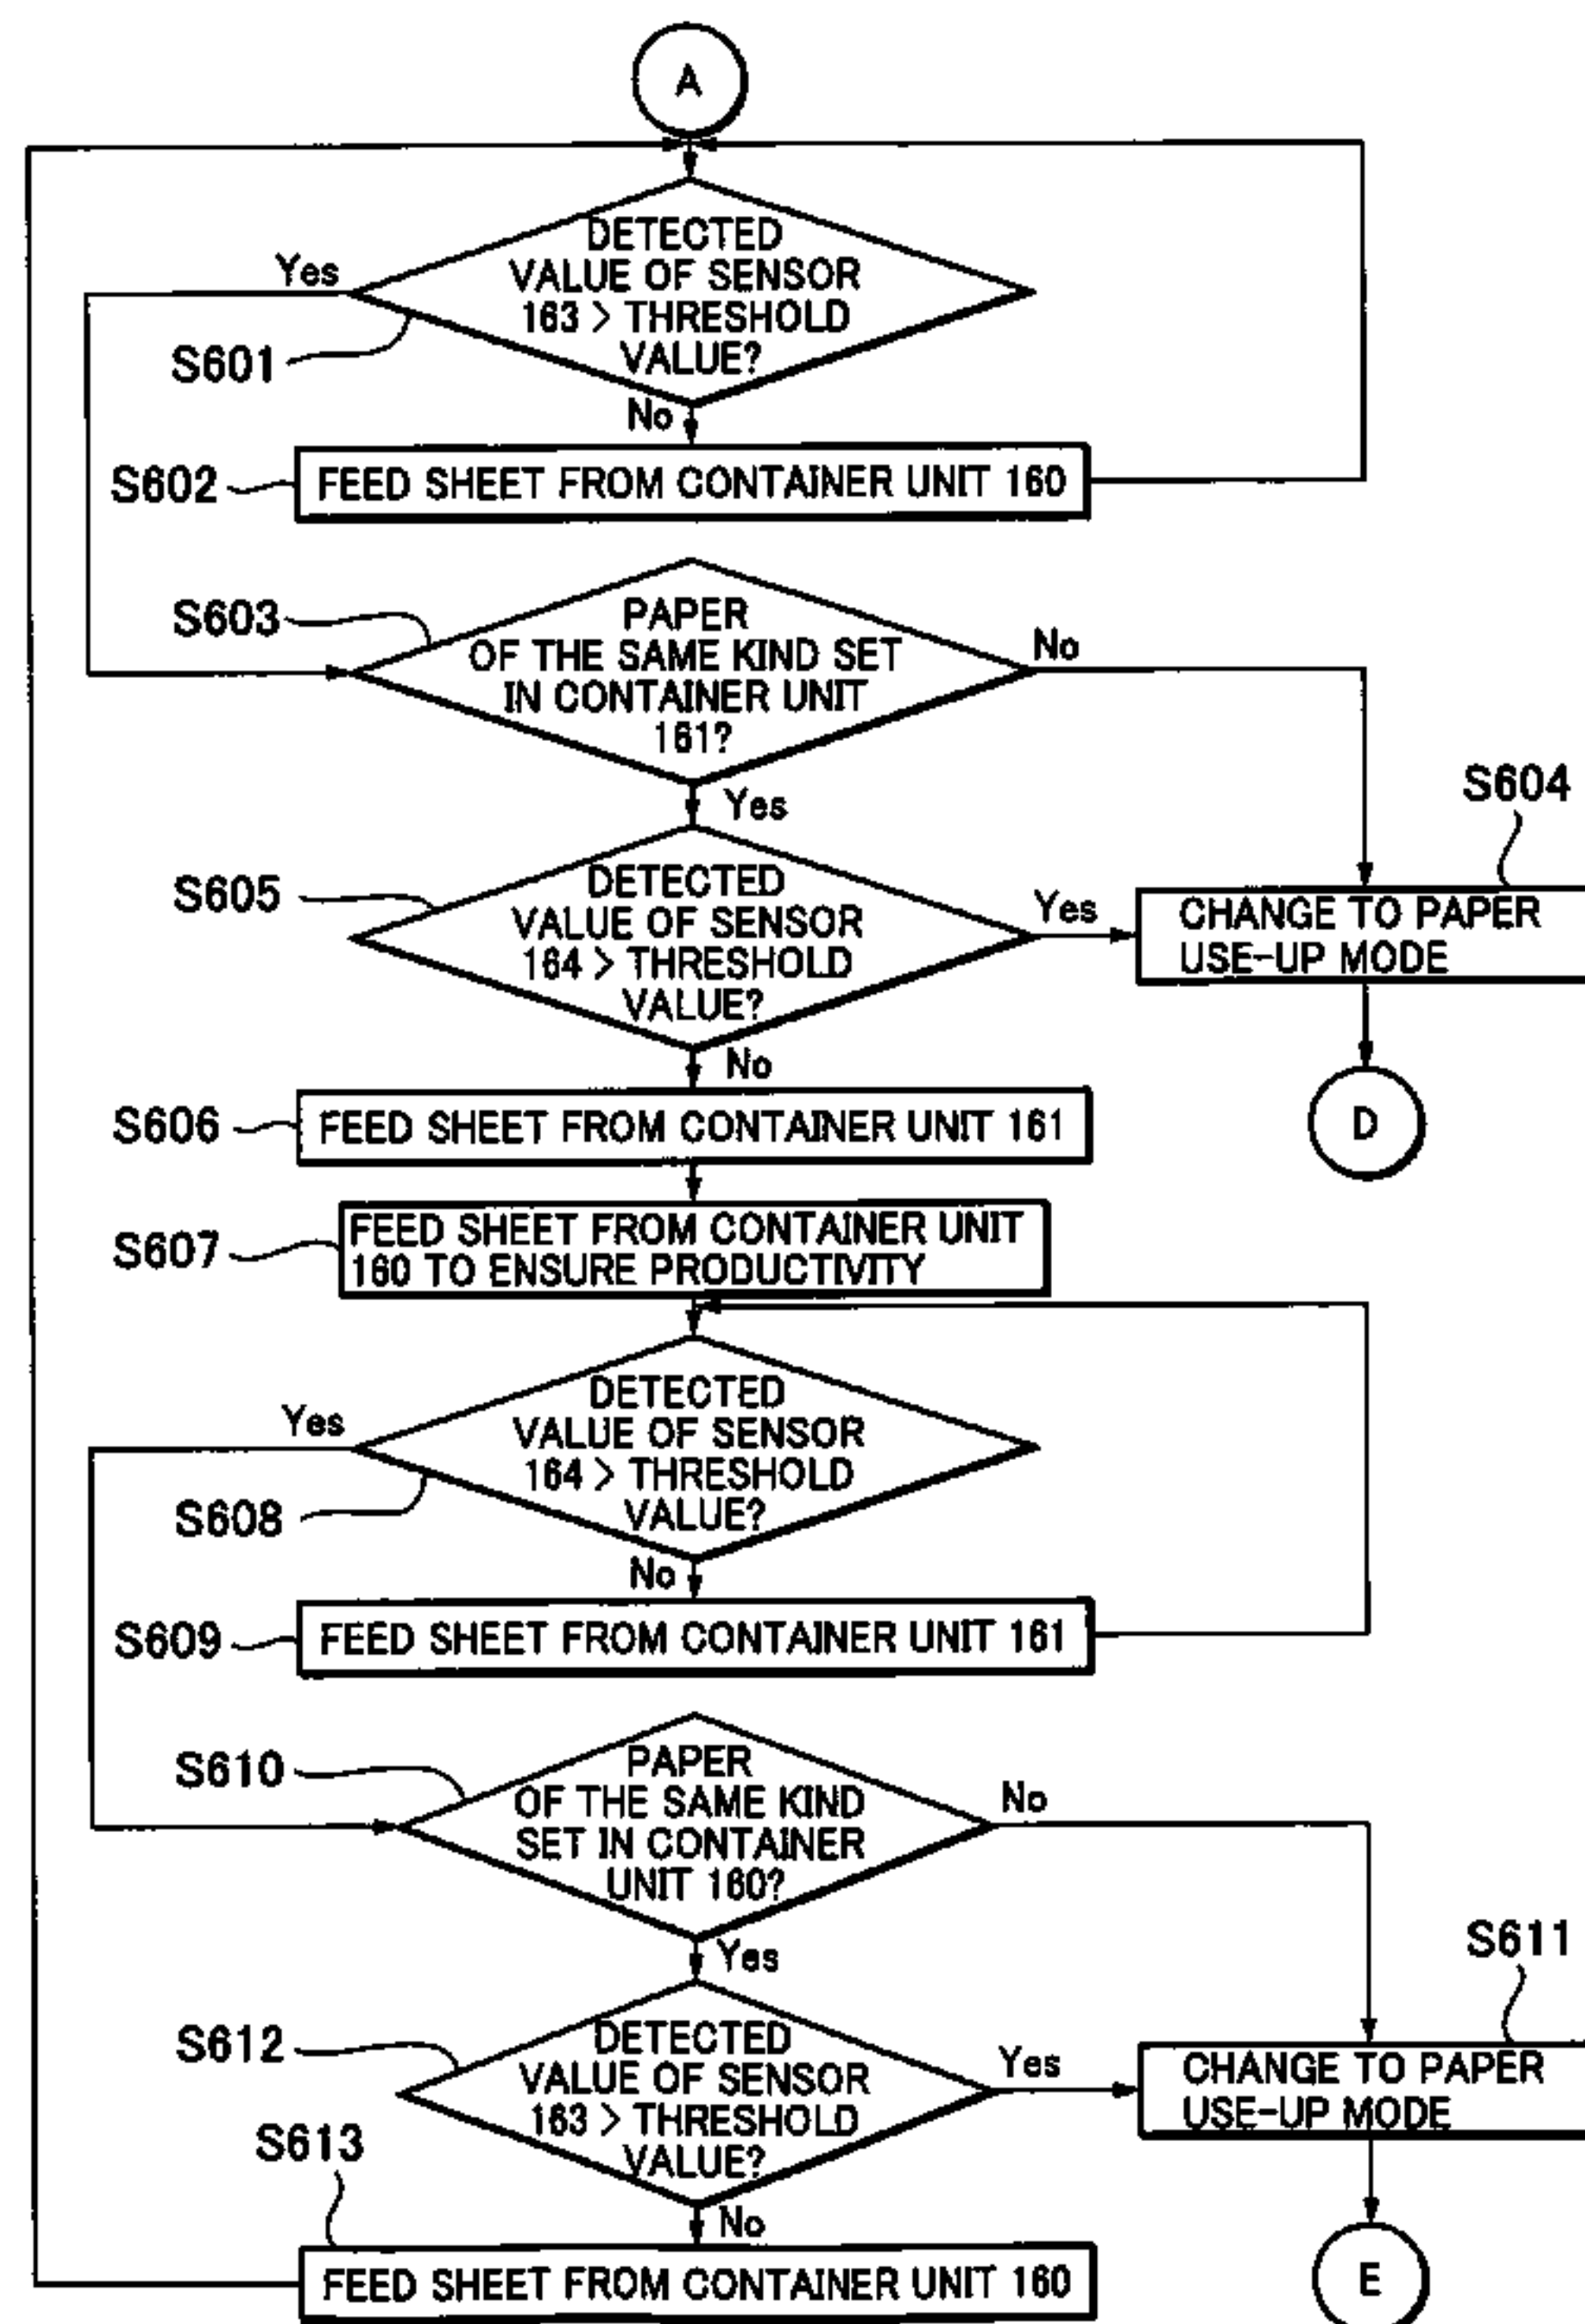 A
DETECTED
VALUE OF SENSOR
163 > THRESHOLD
VALUE?
Yes
S601
No
S602
FEED SHEET FROM CONTAINER UNIT 160
S603
PAPER
OF THE SAME KIND SET
IN CONTAINER UNIT
161?
No
Yes
S604
CHANGE TO PAPER
USE-UP MODE
D
S605
DETECTED
VALUE OF SENSOR
164 > THRESHOLD
VALUE?
Yes
No
S606
FEED SHEET FROM CONTAINER UNIT 161
S607
FEED SHEET FROM CONTAINER UNIT
160 TO ENSURE PRODUCTIVITY
DETECTED
VALUE OF SENSOR
164 > THRESHOLD
VALUE?
Yes
S608
No
S609
FEED SHEET FROM CONTAINER UNIT 161
S610
PAPER
OF THE SAME KIND
SET IN CONTAINER
UNIT 160?
No
Yes
S611
CHANGE TO PAPER
USE-UP MODE
E
S612
DETECTED
VALUE OF SENSOR
163 > THRESHOLD
VALUE?
Yes
No
S613
FEED SHEET FROM CONTAINER UNIT 160